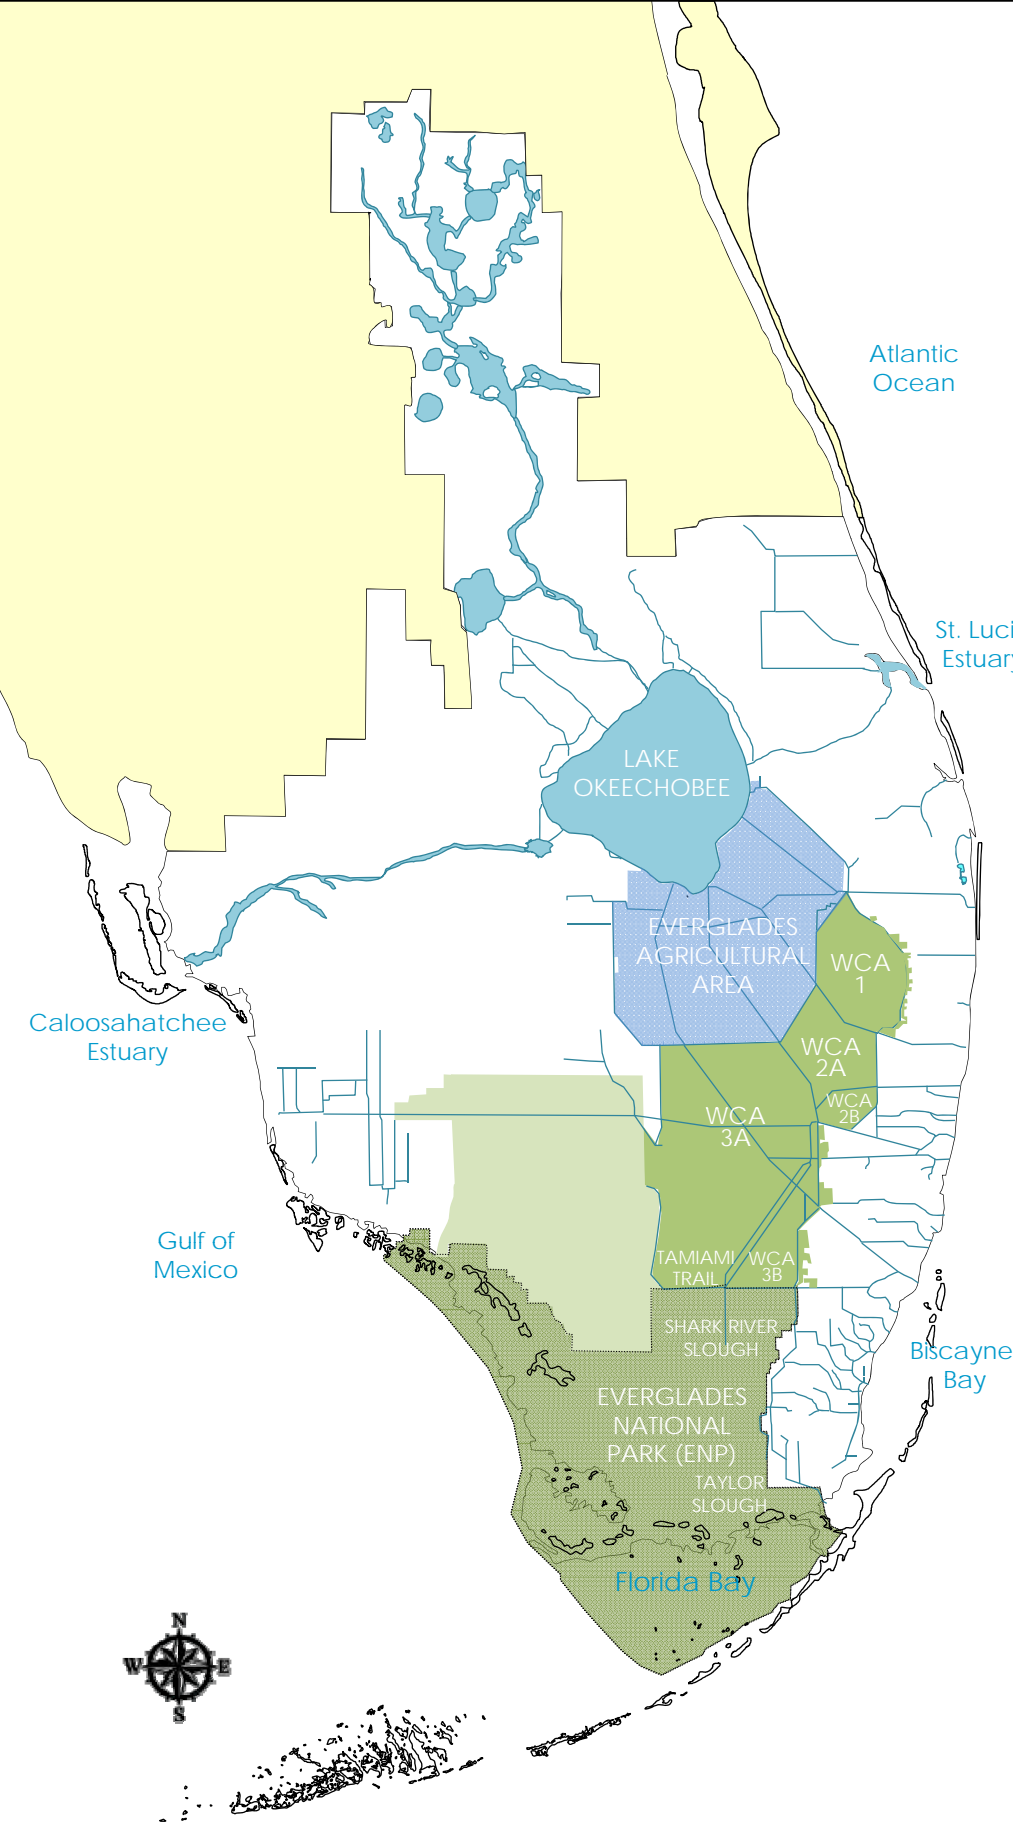 Atlantic
Ocean
St. Luci
Estuary
LAKE
OKEECHOBEE
EVERGLADES
AGRICULTURAL
AREA
WCA
1
Caloosahatchee
Estuary
WCA
2A
WCA
2B
WCA
3A
Gulf of
Mexico
TAMIAMI
TRAIL
WCA
3B
SHARK RIVER
SLOUGH
Biscayne
Bay
EVERGLADES
NATIONAL
PARK (ENP)
TAYLOR
SLOUGH
Florida Bay
N
W E
S